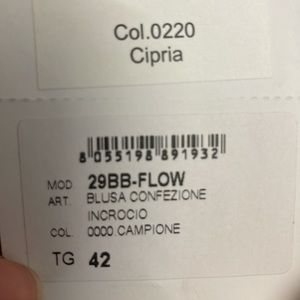 Col.0220
Cipria
8 055198 891932
MOD 29BB-FLOW
ART. BLUSA CONFEZIONE
INCROCIO
COL. 0000 CAMPIONE
TG 42